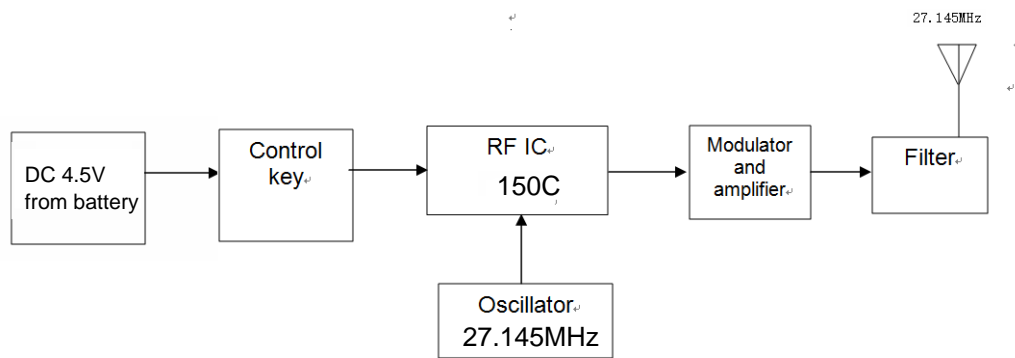 27.145MHz
DC 4.5V
from battery
Control
key
RF IC
150C
Modulator
and
amplifier
Filter
Oscillator
27.145MHz